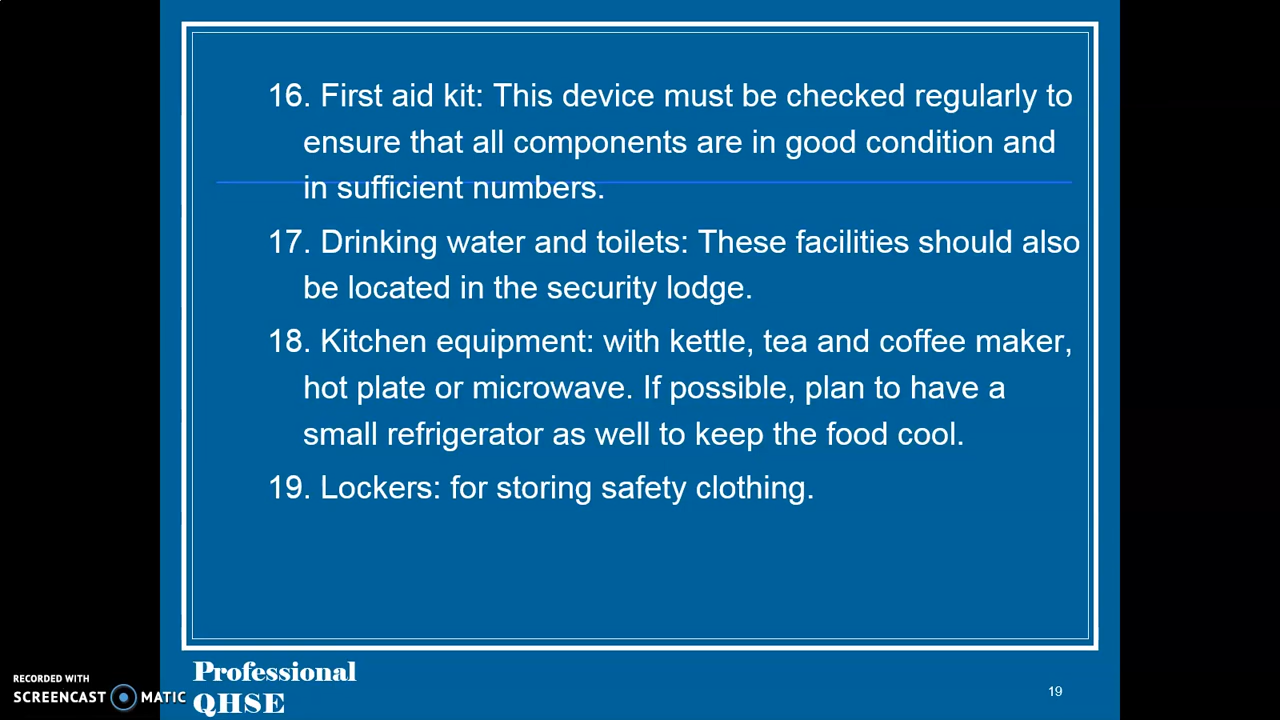 16. First aid kit: This device must be checked regularly to
ensure that all components are in good condition and
in sufficient numbers.
17. Drinking water and toilets: These facilities should also
be located in the security lodge.
18. Kitchen equipment: with kettle, tea and coffee maker,
hot plate or microwave. If possible, plan to have a
small refrigerator as well to keep the food cool.
19. Lockers: for storing safety clothing.
Professional
QHSE
19
RECORDED WITH
SCREENCAST MATIC